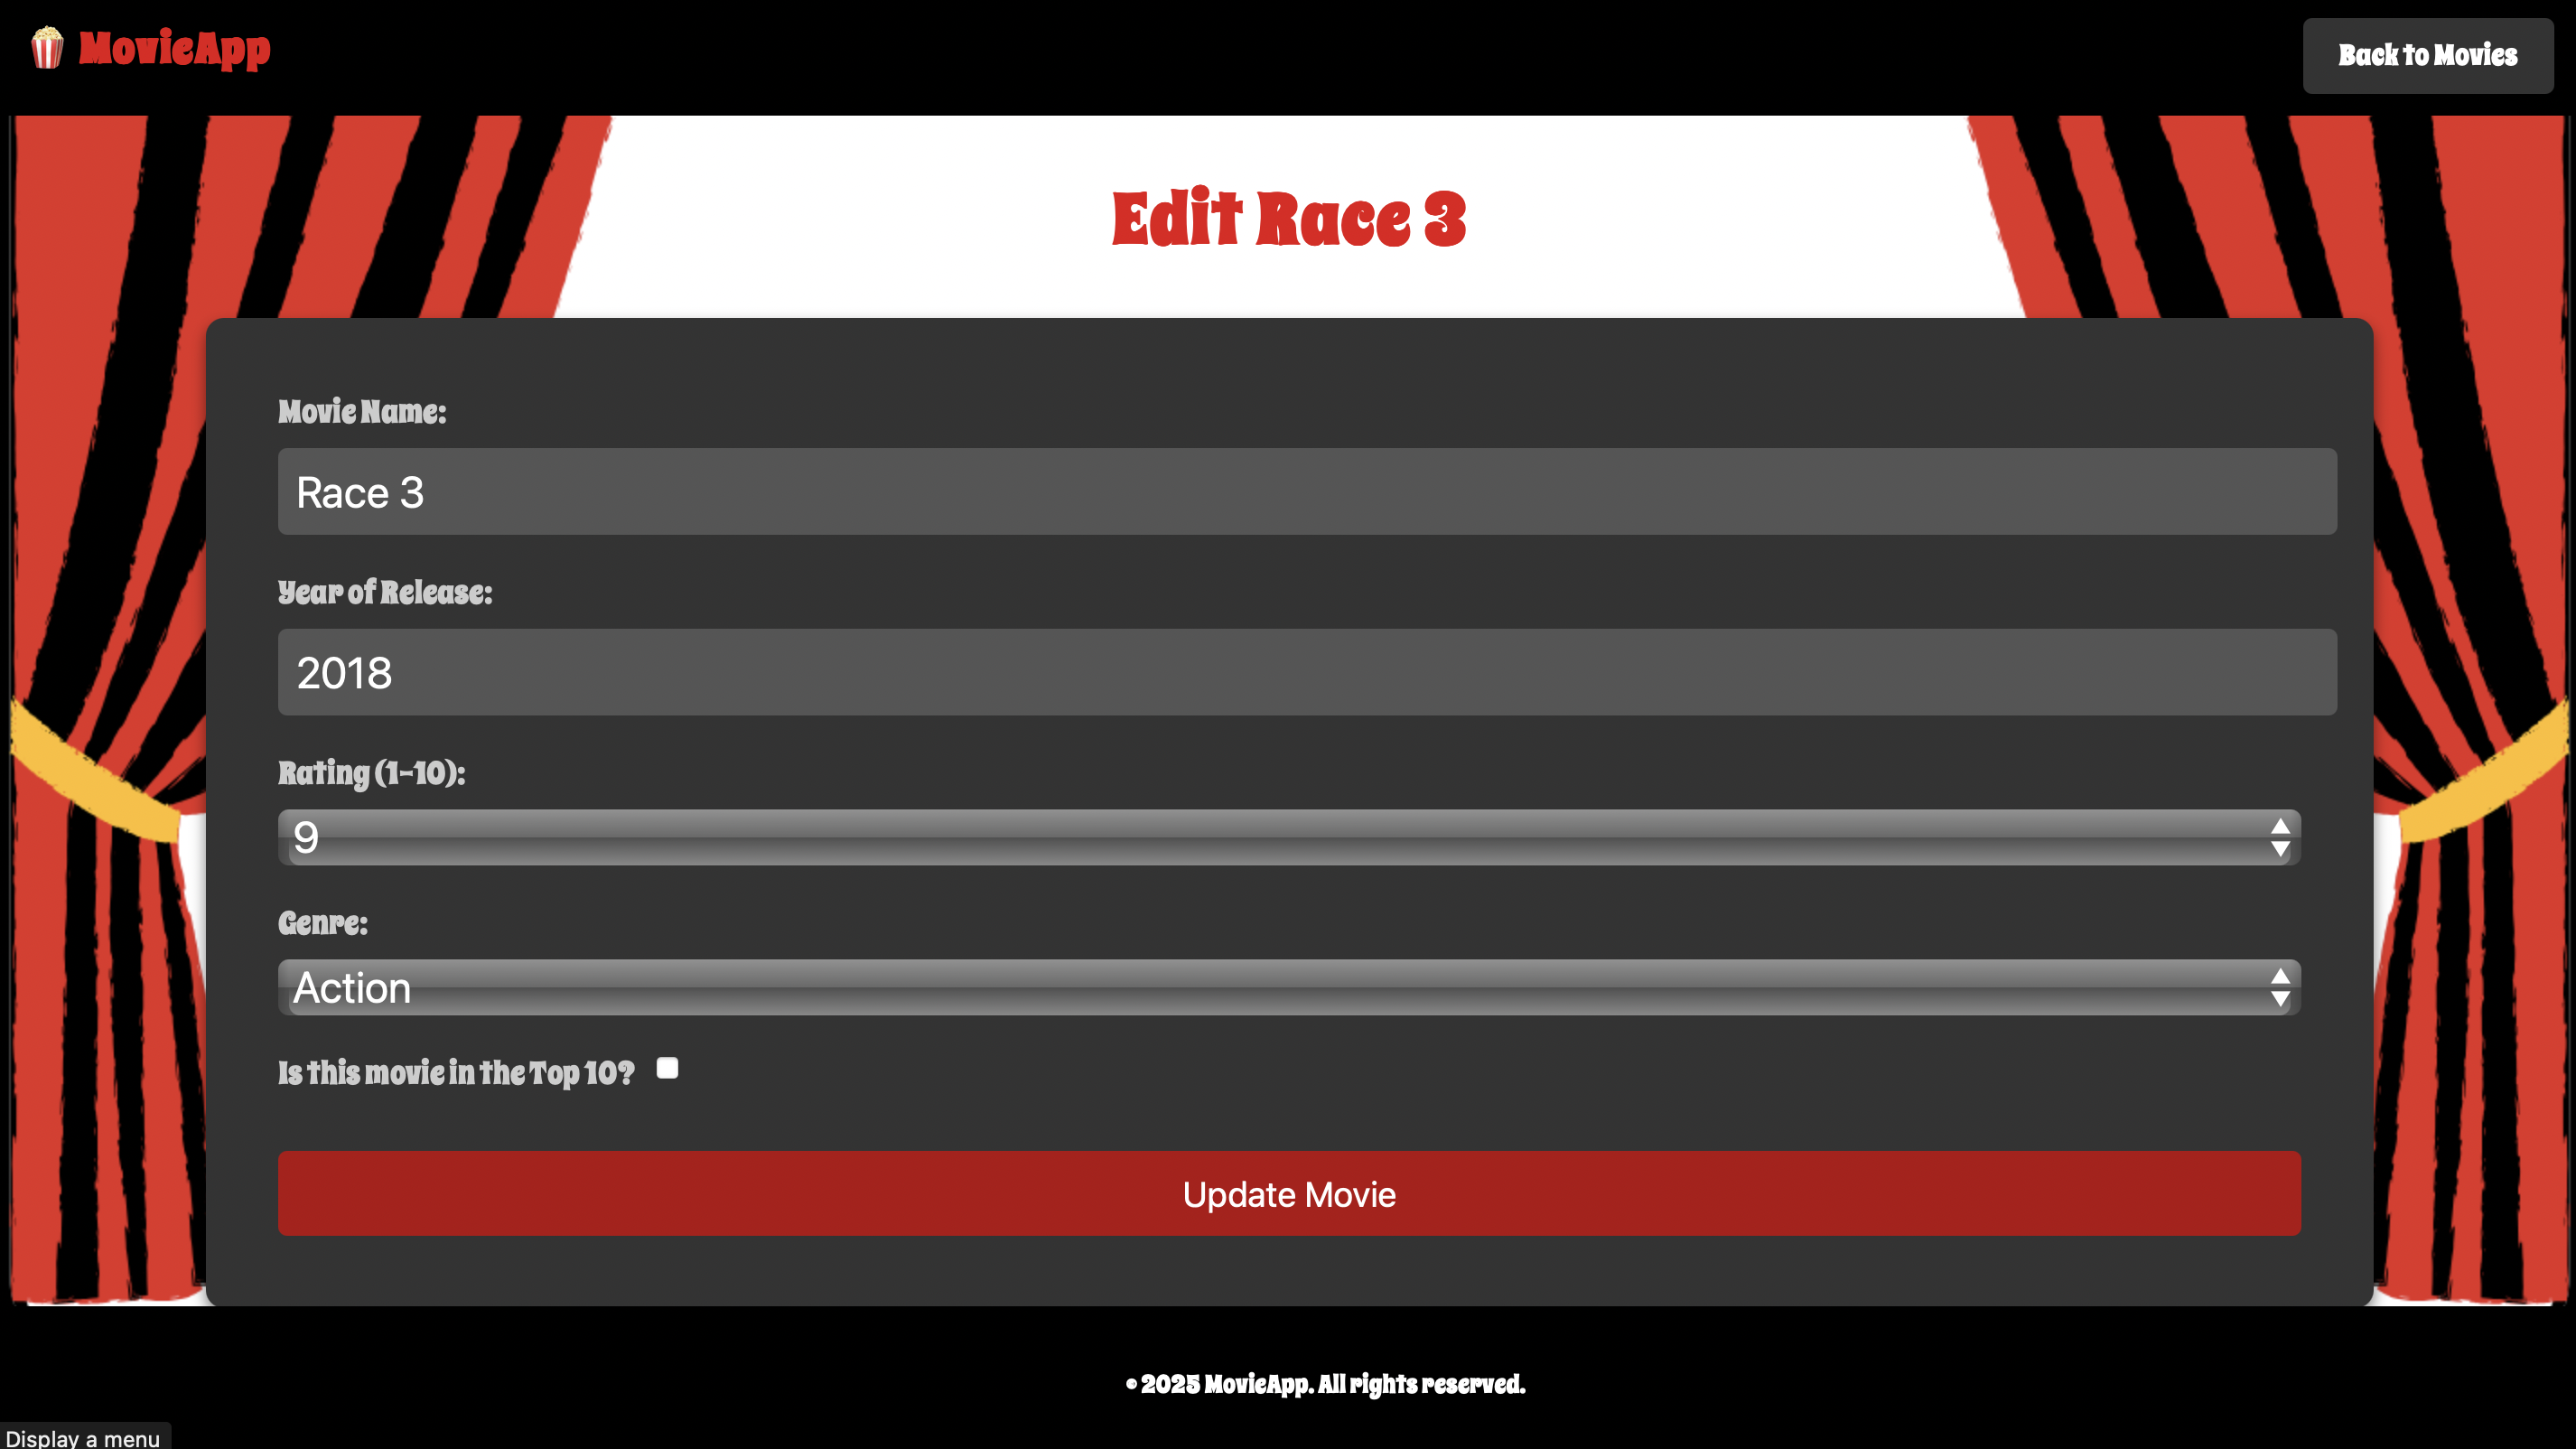 MovieApp
Back to Movies
Edit Race 3
Movie Name:
Race 3
Year of Release:
2018
Rating (1-10):
9
Genre:
Action
Is this movie in the Top 10?
Update Movie
© 2025 MovieApp. All rights reserved.
Display a menu